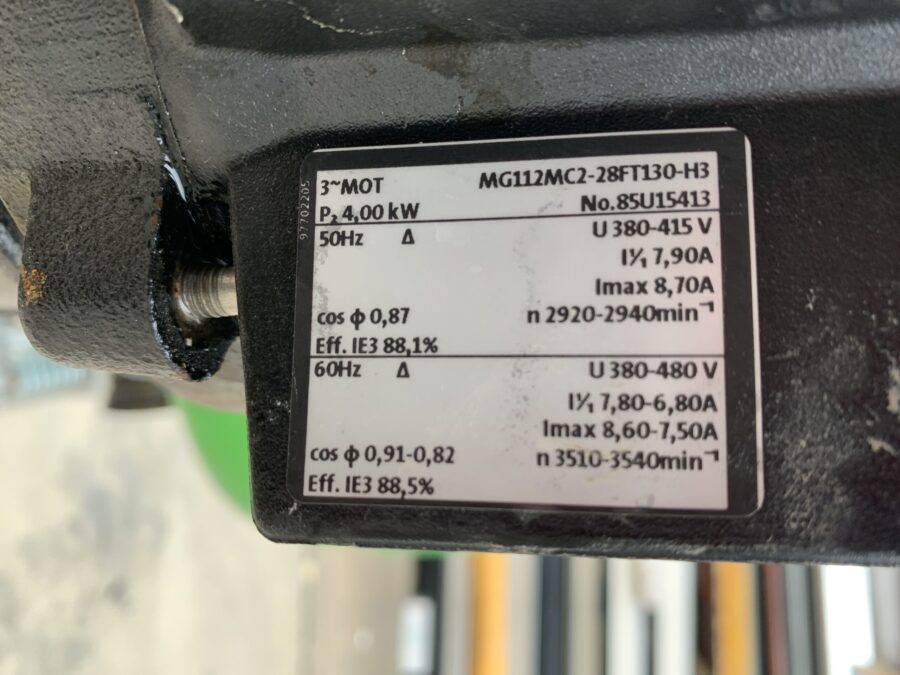 3~MOT MG112MC2-28FT130-H3
P₂ 4,00 kW No.85U15413
50Hz Δ U 380-415 V
I¹⁄₁ 7,90A
Imax 8,70A
cos φ 0,87 n 2920-2940min⁻¹
Eff. IE3 88,1%
60Hz Δ U 380-480 V
I¹⁄₁ 7,80-6,80A
Imax 8,60-7,50A
cos φ 0,91-0,82 n 3510-3540min⁻¹
Eff. IE3 88,5%
97702205